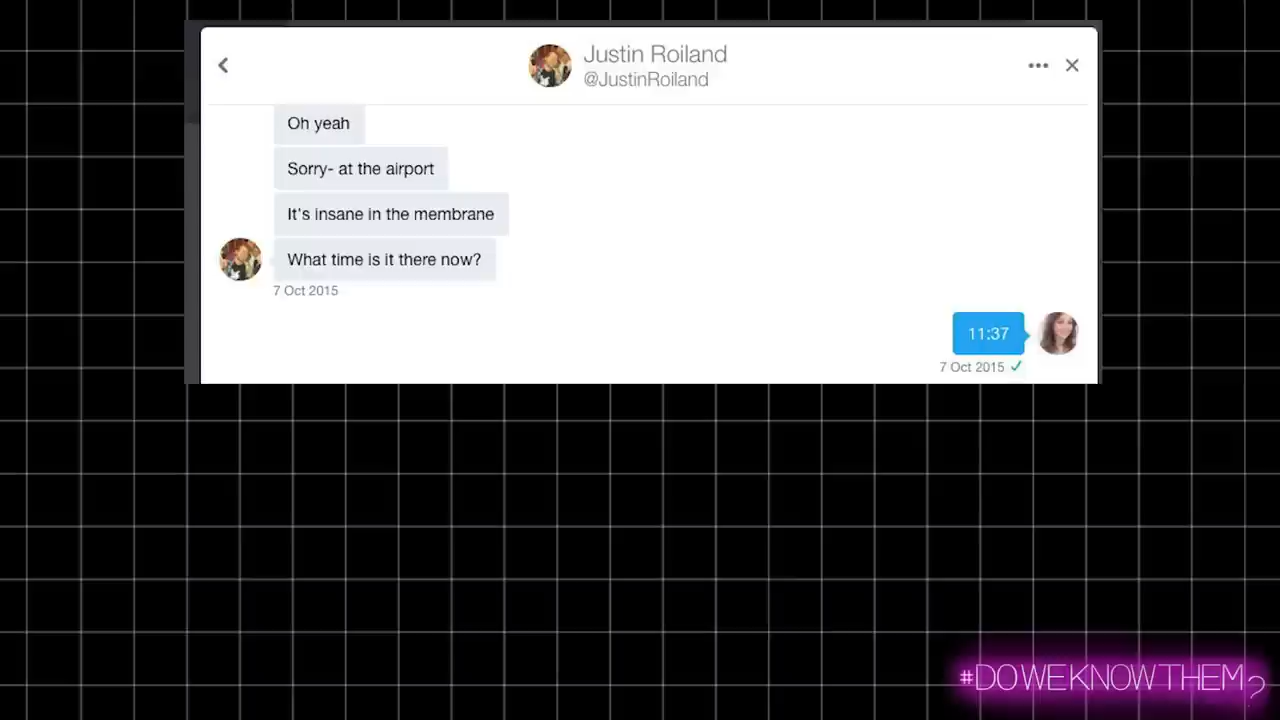 Justin Roiland
@JustinRoiland
Oh yeah
Sorry- at the airport
It's insane in the membrane
What time is it there now?
7 Oct 2015
11:37
7 Oct 2015
#DOWEKNOWTHEM?